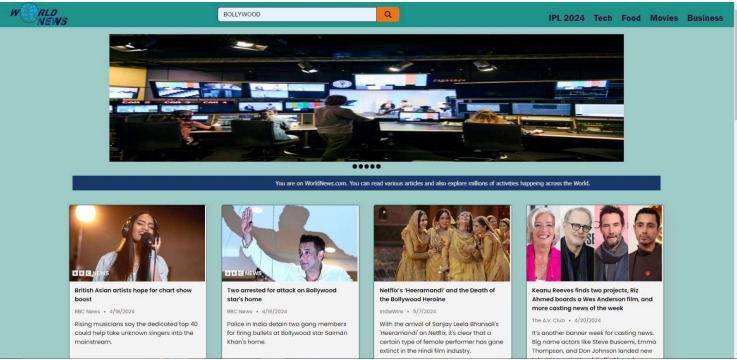 WORLD NEWS
BOLLYWOOD
IPL 2024 Tech Food Movies Business
You are on WorldNews.com. You can read various articles and also explore millions of activities happeing across the World.
BBC NEWS
BBC NEWS
British Asian artists hope for chart show
boost
BBC News • 4/19/2024
Rising musicians say the dedicated top 40
could help take unknown singers into the
mainstream.
Two arrested for attack on Bollywood
star's home
BBC News • 4/16/2024
Police in India detain two gang members
for firing bullets at Bollywood star Salman
Khan's home.
Netflix's 'Heeramandi' and the Death of
the Bollywood Heroine
IndieWire • 5/7/2024
With the arrival of Sanjay Leela Bhansali's
'Heeramandi' on Netflix, it's clear that a
certain type of female performer has gone
extinct in the Hindi film industry.
Keanu Reeves finds two projects, Riz
Ahmed boards a Wes Anderson film, and
more casting news of the week
The A.V. Club • 4/20/2024
It's another banner week for casting news.
Big name actors like Steve Buscemi, Emma
Thompson, and Don Johnson landed new